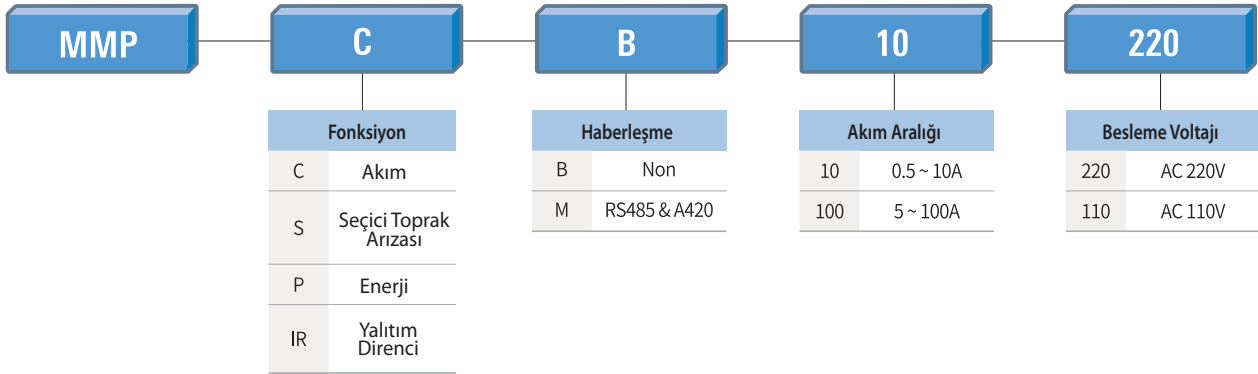 MMP C B 10 220
Fonksiyon
C Akım
S Seçici Toprak
Arızası
P Enerji
IR Yalıtım
Direnci
Haberleşme
B Non
M RS485 & A420
Akım Aralığı
10 0.5 ~ 10A
100 5 ~ 100A
Besleme Voltajı
220 AC 220V
110 AC 110V